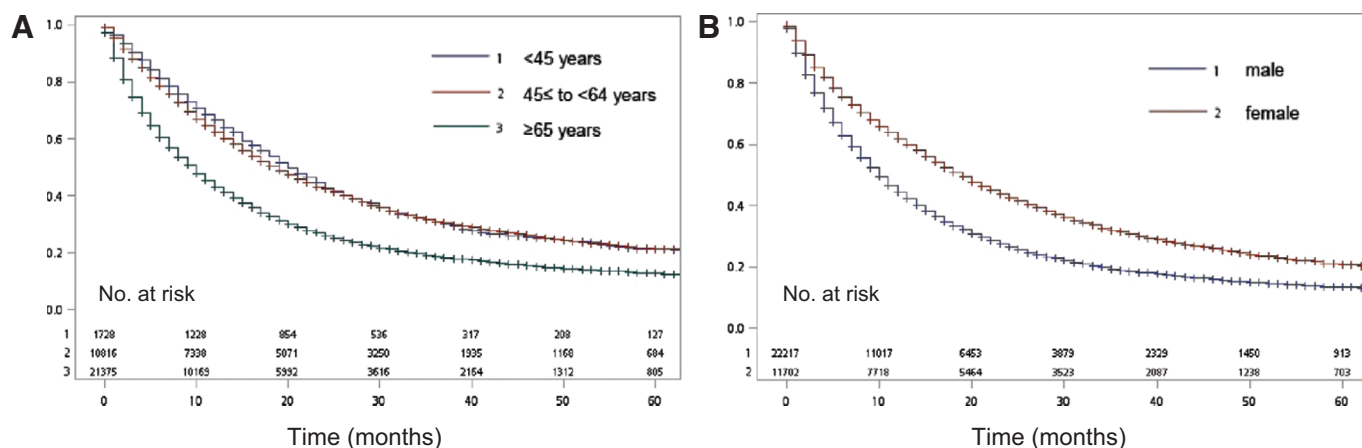 A
1.0
0.8
0.6
0.4
0.2
0.0
1 <45 years
2 45≤ to <64 years
3 ≥65 years
No. at risk
1 1728 1228 854 536 317 208 127
2 10816 7338 5071 3250 1935 1168 684
3 21375 10169 5992 3616 2164 1312 805
0 10 20 30 40 50 60
Time (months)
B
1.0
0.8
0.6
0.4
0.2
0.0
1 male
2 female
No. at risk
1 22217 11017 6453 3879 2329 1450 913
2 11702 7718 5464 3523 2087 1238 703
0 10 20 30 40 50 60
Time (months)